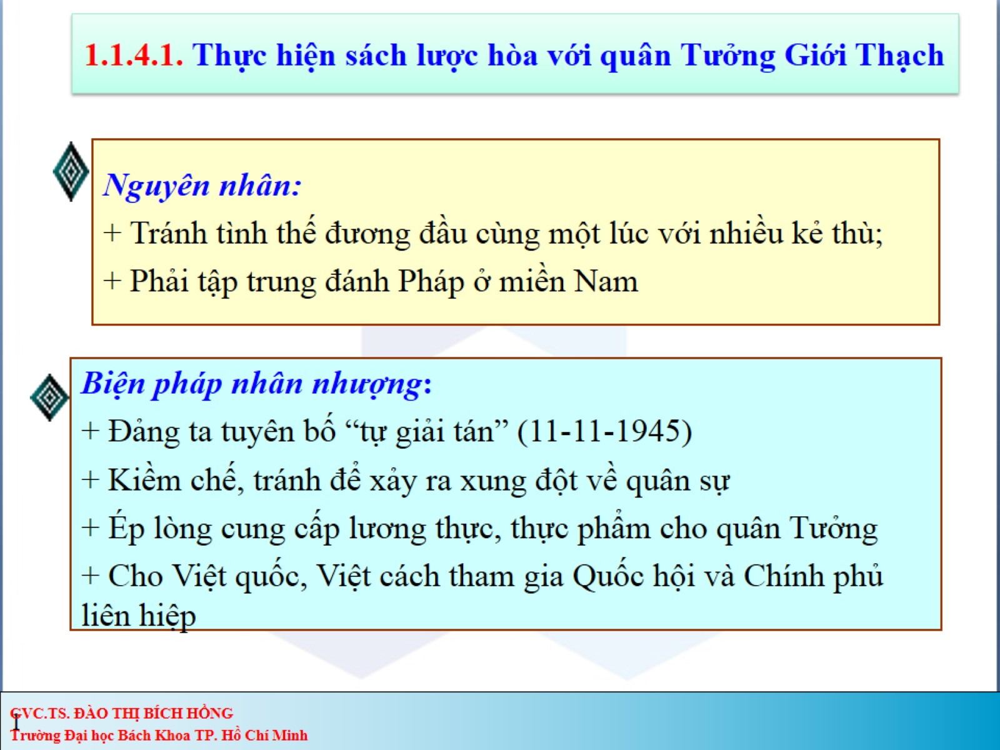 1.1.4.1. Thực hiện sách lược hòa với quân Tưởng Giới Thạch
Nguyên nhân:
+ Tránh tình thế đương đầu cùng một lúc với nhiều kẻ thù;
+ Phải tập trung đánh Pháp ở miền Nam
Biện pháp nhân nhượng:
+ Đảng ta tuyên bố “tự giải tán” (11-11-1945)
+ Kiềm chế, tránh để xảy ra xung đột về quân sự
+ Ép lòng cung cấp lương thực, thực phẩm cho quân Tưởng
+ Cho Việt quốc, Việt cách tham gia Quốc hội và Chính phủ
liên hiệp
GVC.TS. ĐÀO THỊ BÍCH HỒNG
1
Trường Đại học Bách Khoa TP. Hồ Chí Minh